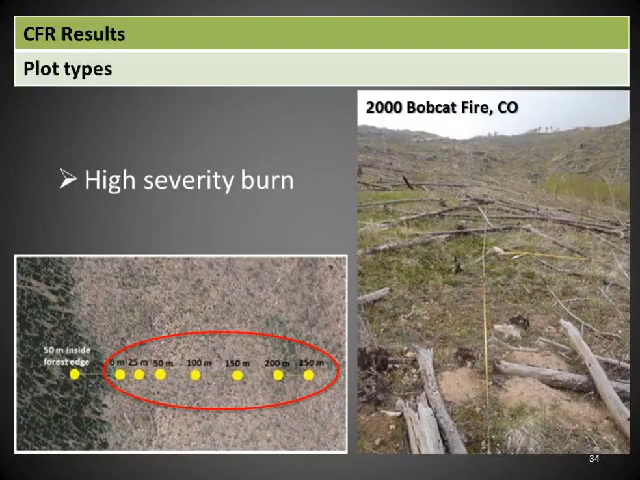 CFR Results
Plot types
2000 Bobcat Fire, CO
➢ High severity burn
50 m inside
forest edge
0 m 25 m 50 m 100 m 150 m 200 m 250 m
34